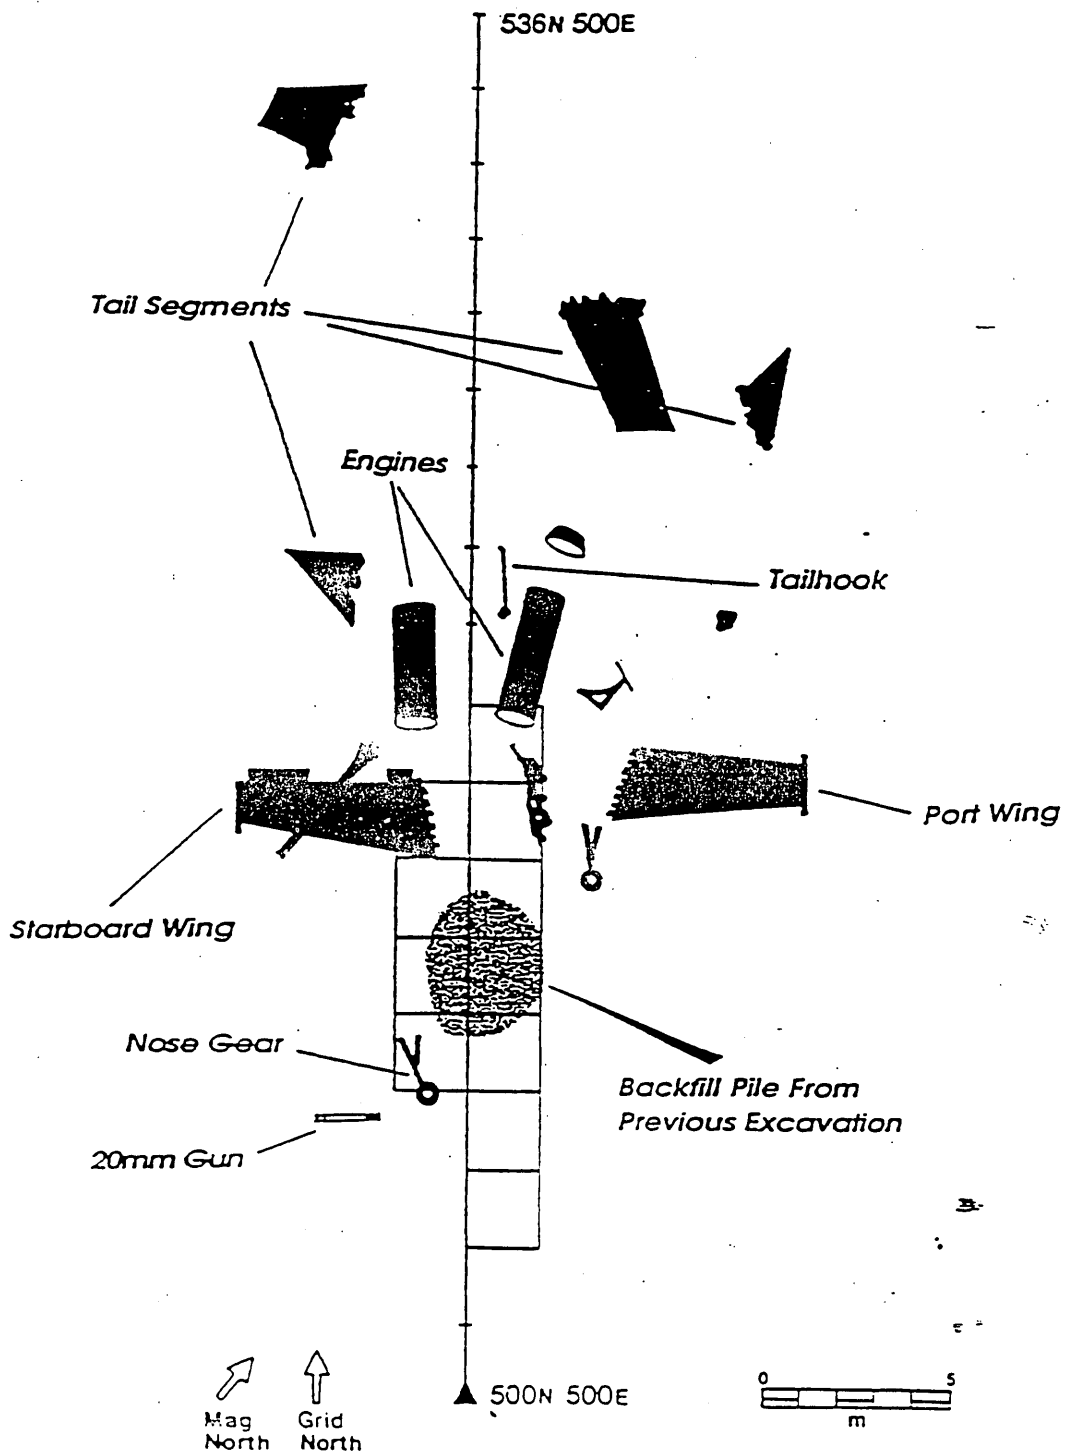 536N 500E
Tail Segments
Engines
Tailhook
Port Wing
Starboard Wing
Nose Gear
Backfill Pile From
Previous Excavation
20mm Gun
500N 500E
Mag
North
Grid
North
0 5
m